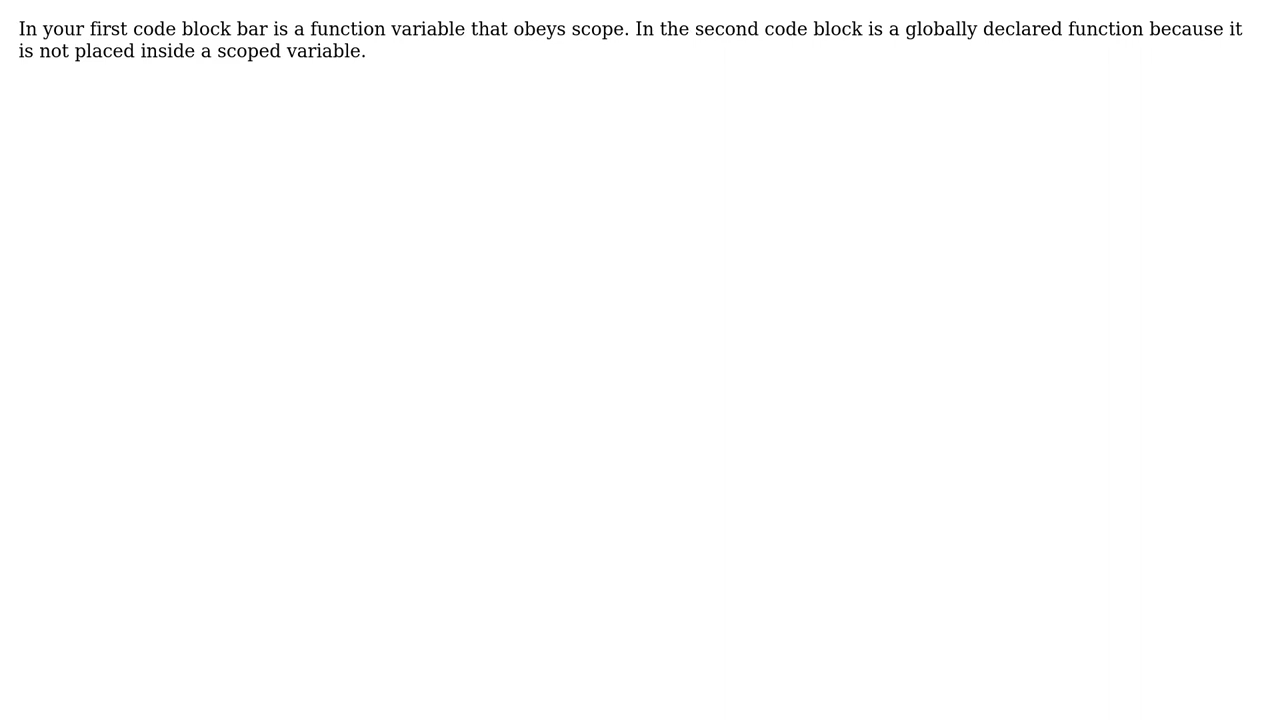 In your first code block bar is a function variable that obeys scope. In the second code block is a globally declared function because it
is not placed inside a scoped variable.